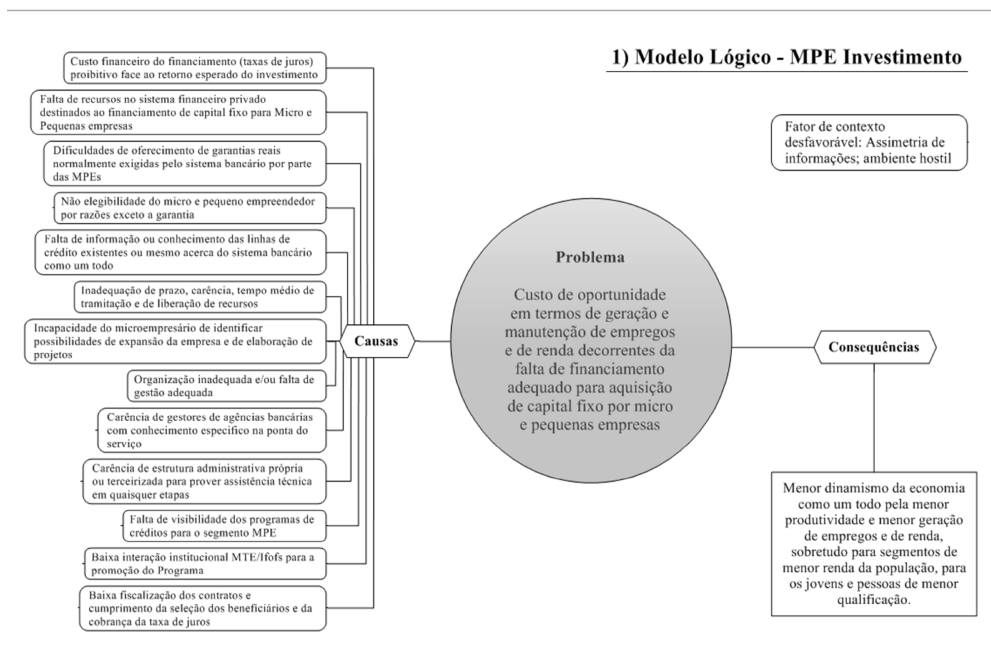 1) Modelo Lógico - MPE Investimento
Custo financeiro do financiamento (taxas de juros)
proibitivo face ao retorno esperado do investimento
Falta de recursos no sistema financeiro privado
destinados ao financiamento de capital fixo para Micro e
Pequenas empresas
Dificuldades de oferecimento de garantias reais
normalmente exigidas pelo sistema bancário por parte
das MPEs
Não elegibilidade do micro e pequeno empreendedor
por razões exceto a garantia
Falta de informação ou conhecimento das linhas de
crédito existentes ou mesmo acerca do sistema bancário
como um todo
Inadequação de prazo, carência, tempo médio de
tramitação e de liberação de recursos
Incapacidade do microempresário de identificar
possibilidades de expansão da empresa e de elaboração de
projetos
Organização inadequada e/ou falta de
gestão adequada
Carência de gestores de agências bancárias
com conhecimento especifico na ponta do
serviço
Carência de estrutura administrativa própria
ou terceirizada para prover assistência técnica
em quaisquer etapas
Falta de visibilidade dos programas de
créditos para o segmento MPE
Baixa interação institucional MTE/Ifofs para a
promoção do Programa
Baixa fiscalização dos contratos e
cumprimento da seleção dos beneficiários e da
cobrança da taxa de juros
Causas
Problema
Custo de oportunidade
em termos de geração e
manutenção de empregos
e de renda decorrentes da
falta de financiamento
adequado para aquisição
de capital fixo por micro
e pequenas empresas
Fator de contexto
desfavorável: Assimetria de
informações; ambiente hostil
Consequências
Menor dinamismo da economia
como um todo pela menor
produtividade e menor geração
de empregos e de renda,
sobretudo para segmentos de
menor renda da população, para
os jovens e pessoas de menor
qualificação.